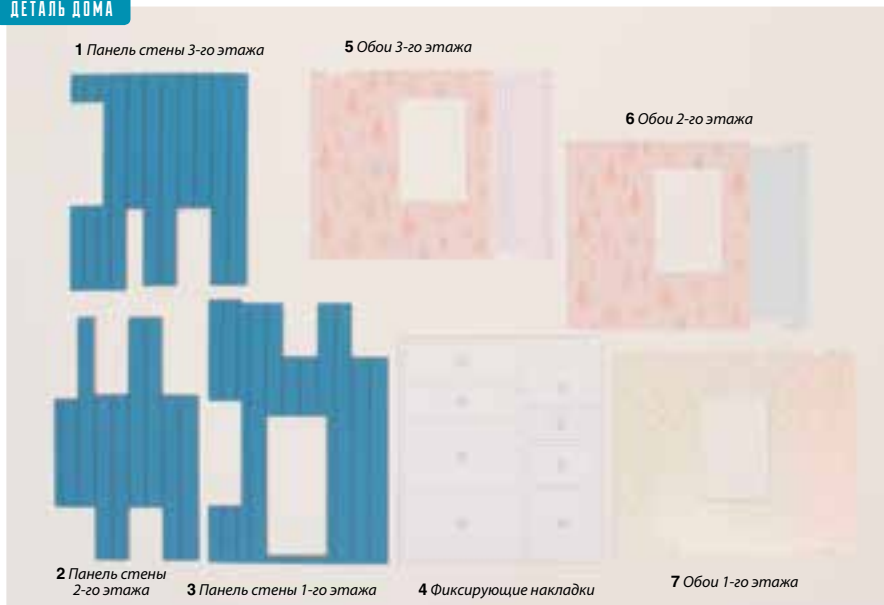 ДЕТАЛЬ ДОМА
1 Панель стены 3-го этажа
5 Обои 3-го этажа
6 Обои 2-го этажа
2 Панель стены
2-го этажа
3 Панель стены 1-го этажа
4 Фиксирующие накладки
7 Обои 1-го этажа